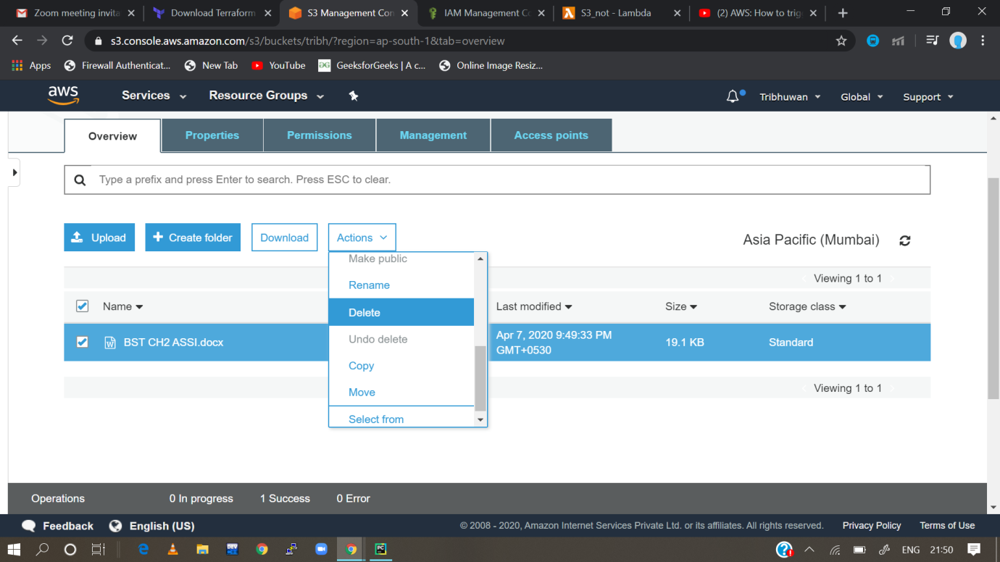 Zoom meeting invita
Download Terraform
S3 Management Con
IAM Management Co
S3_not - Lambda
(2) AWS: How to trig
s3.console.aws.amazon.com/s3/buckets/tribh/?region=ap-south-1&tab=overview
Apps
Firewall Authenticat...
New Tab
YouTube
GeeksforGeeks | A c...
Online Image Resiz...
aws
Services
Resource Groups
Tribhuwan
Global
Support
Overview
Properties
Permissions
Management
Access points
Type a prefix and press Enter to search. Press ESC to clear.
Upload
Create folder
Download
Actions
Asia Pacific (Mumbai)
Make public
Rename
Delete
Undo delete
Copy
Move
Select from
Viewing 1 to 1
Name
Last modified
Size
Storage class
BST CH2 ASSI.docx
Apr 7, 2020 9:49:33 PM
GMT+0530
19.1 KB
Standard
Viewing 1 to 1
Operations
0 In progress
1 Success
0 Error
Feedback
English (US)
© 2008 - 2020, Amazon Internet Services Private Ltd. or its affiliates. All rights reserved.
Privacy Policy
Terms of Use
DEV
PC
ENG
21:50